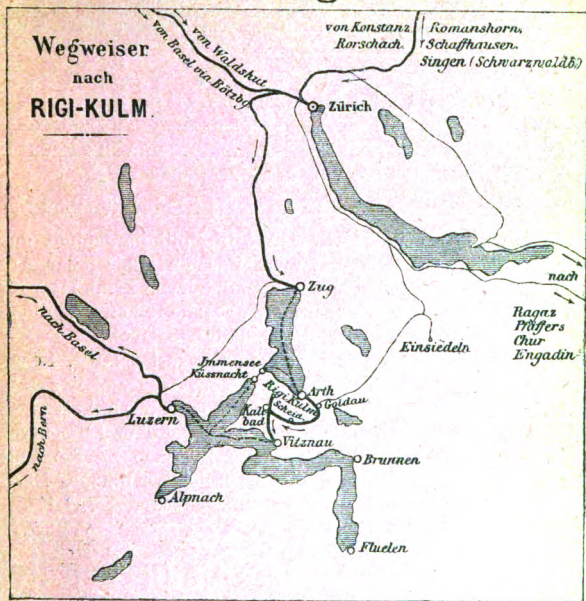 Wegweiser
nach
RIGI-KULM.
von Waldshut
von Basel via Bötzbg
von Konstanz
Rorschach.
Romanshorn,
Schaffhausen.
Singen (Schwarzwaldb.)
Zürich
nach
Ragaz
Pfäffers
Chur
Engadin
Zug
Einsiedeln
nach Basel
Immensee
Küssnacht
Arth
Goldau
Rigi Kulm
Scheid.
Kalt
bad
Luzern
Vitznau
nach Bern
Brunnen
Alpnach
Fluelen